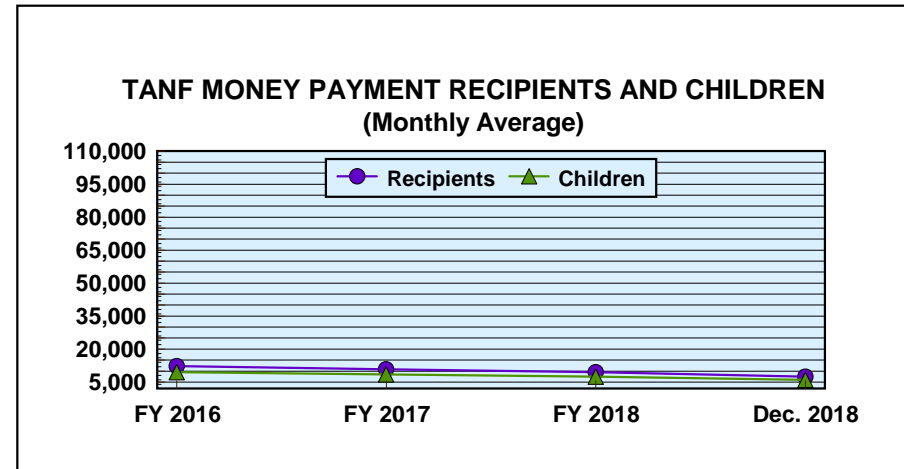 TANF MONEY PAYMENT RECIPIENTS AND CHILDREN
(Monthly Average)
110,000
95,000
80,000
65,000
50,000
35,000
20,000
5,000
Recipients Children
FY 2016 FY 2017 FY 2018 Dec. 2018